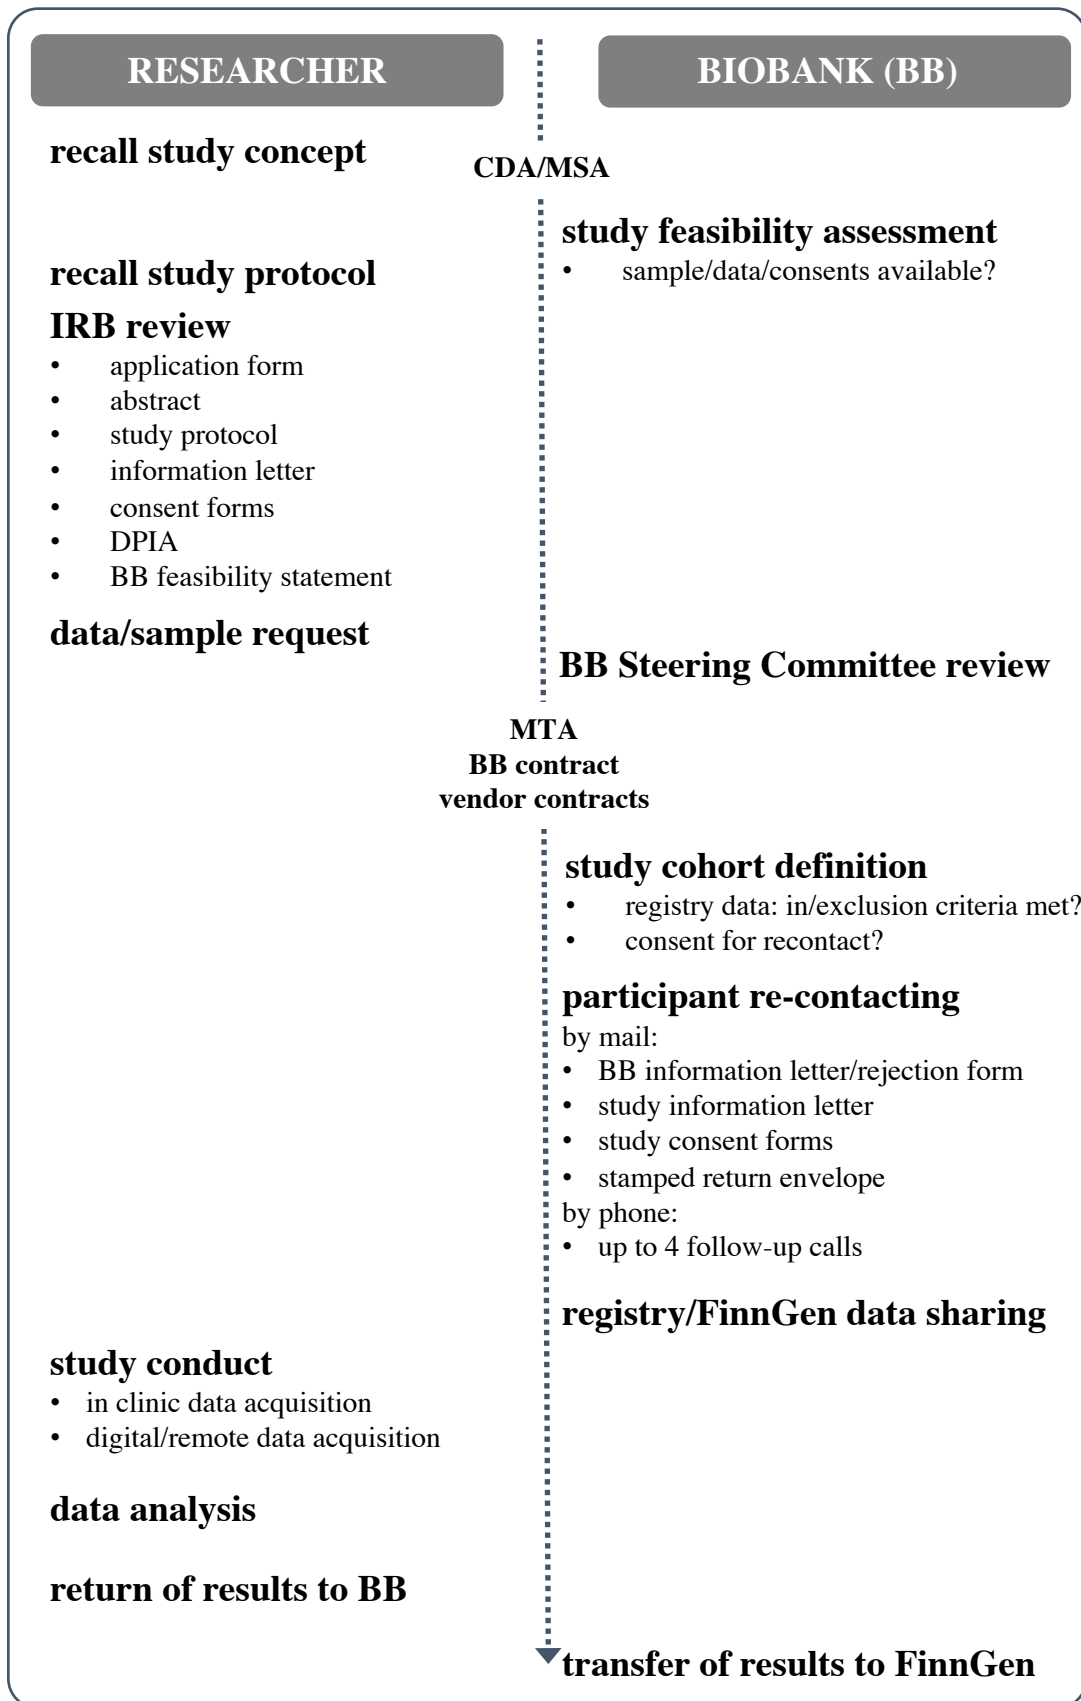 RESEARCHER
BIOBANK (BB)
recall study concept
CDA/MSA
study feasibility assessment
• sample/data/consents available?
recall study protocol
IRB review
• application form
• abstract
• study protocol
• information letter
• consent forms
• DPIA
• BB feasibility statement
data/sample request
BB Steering Committee review
MTA
BB contract
vendor contracts
study cohort definition
• registry data: in/exclusion criteria met?
• consent for recontact?
participant re-contacting
by mail:
• BB information letter/rejection form
• study information letter
• study consent forms
• stamped return envelope
by phone:
• up to 4 follow-up calls
registry/FinnGen data sharing
study conduct
• in clinic data acquisition
• digital/remote data acquisition
data analysis
return of results to BB
transfer of results to FinnGen